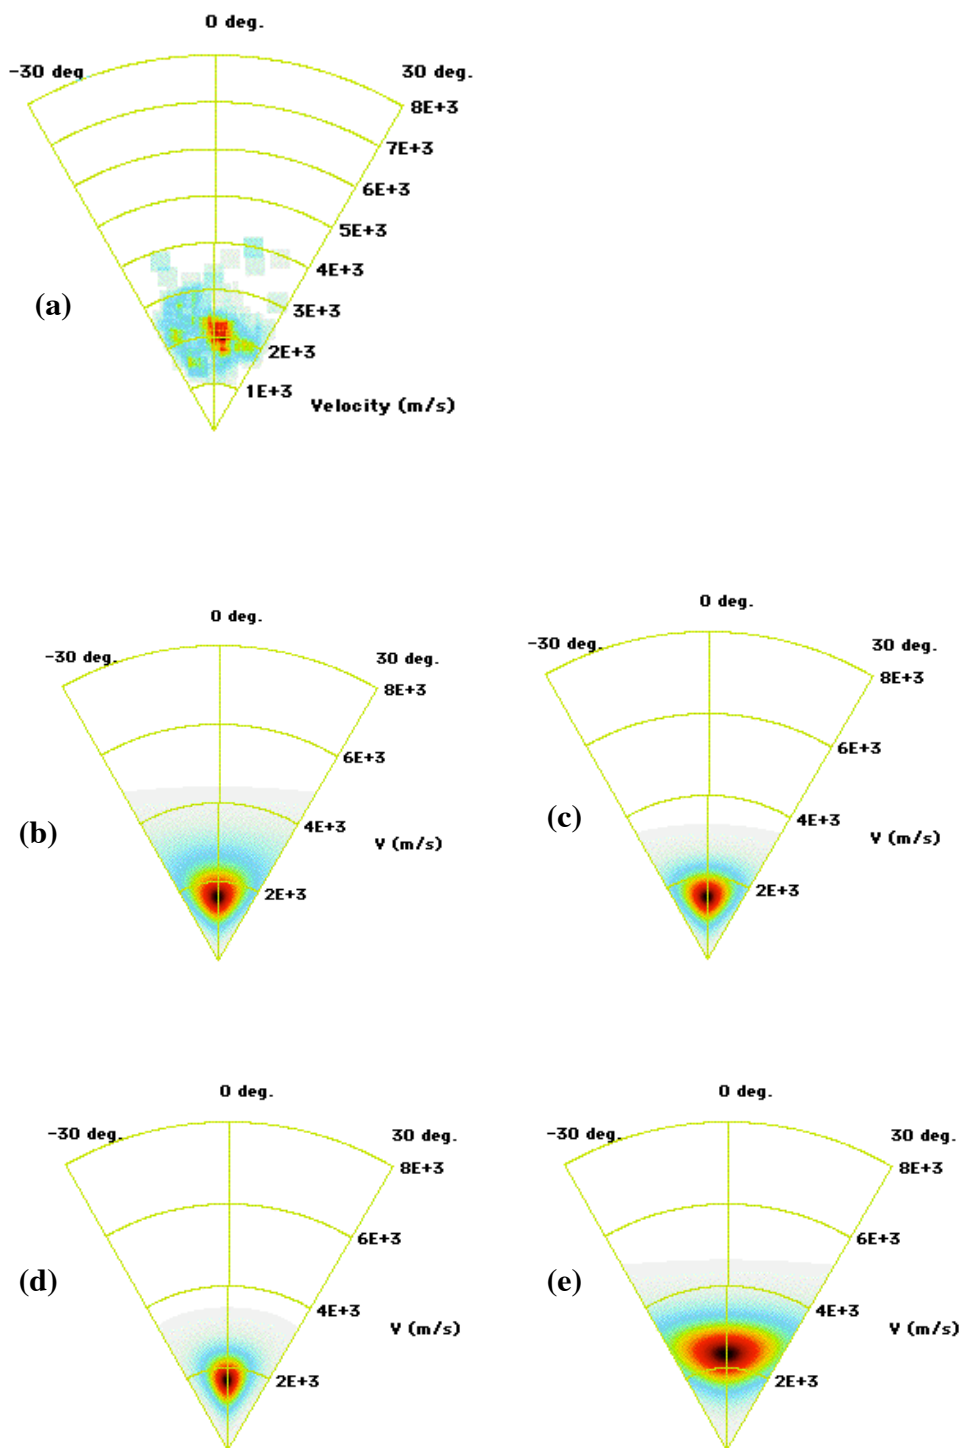 0 deg.
-30 deg
30 deg.
8E+3
7E+3
6E+3
5E+3
4E+3
(a)
3E+3
2E+3
1E+3
Velocity (m/s)
0 deg.
-30 deg.
30 deg.
8E+3
6E+3
4E+3
(b)
V (m/s)
2E+3
0 deg.
-30 deg.
30 deg.
8E+3
6E+3
(c)
4E+3
V (m/s)
2E+3
0 deg.
-30 deg.
30 deg.
8E+3
6E+3
(d)
4E+3
V (m/s)
2E+3
0 deg.
-30 deg.
30 deg.
8E+3
6E+3
(e)
4E+3
V (m/s)
2E+3